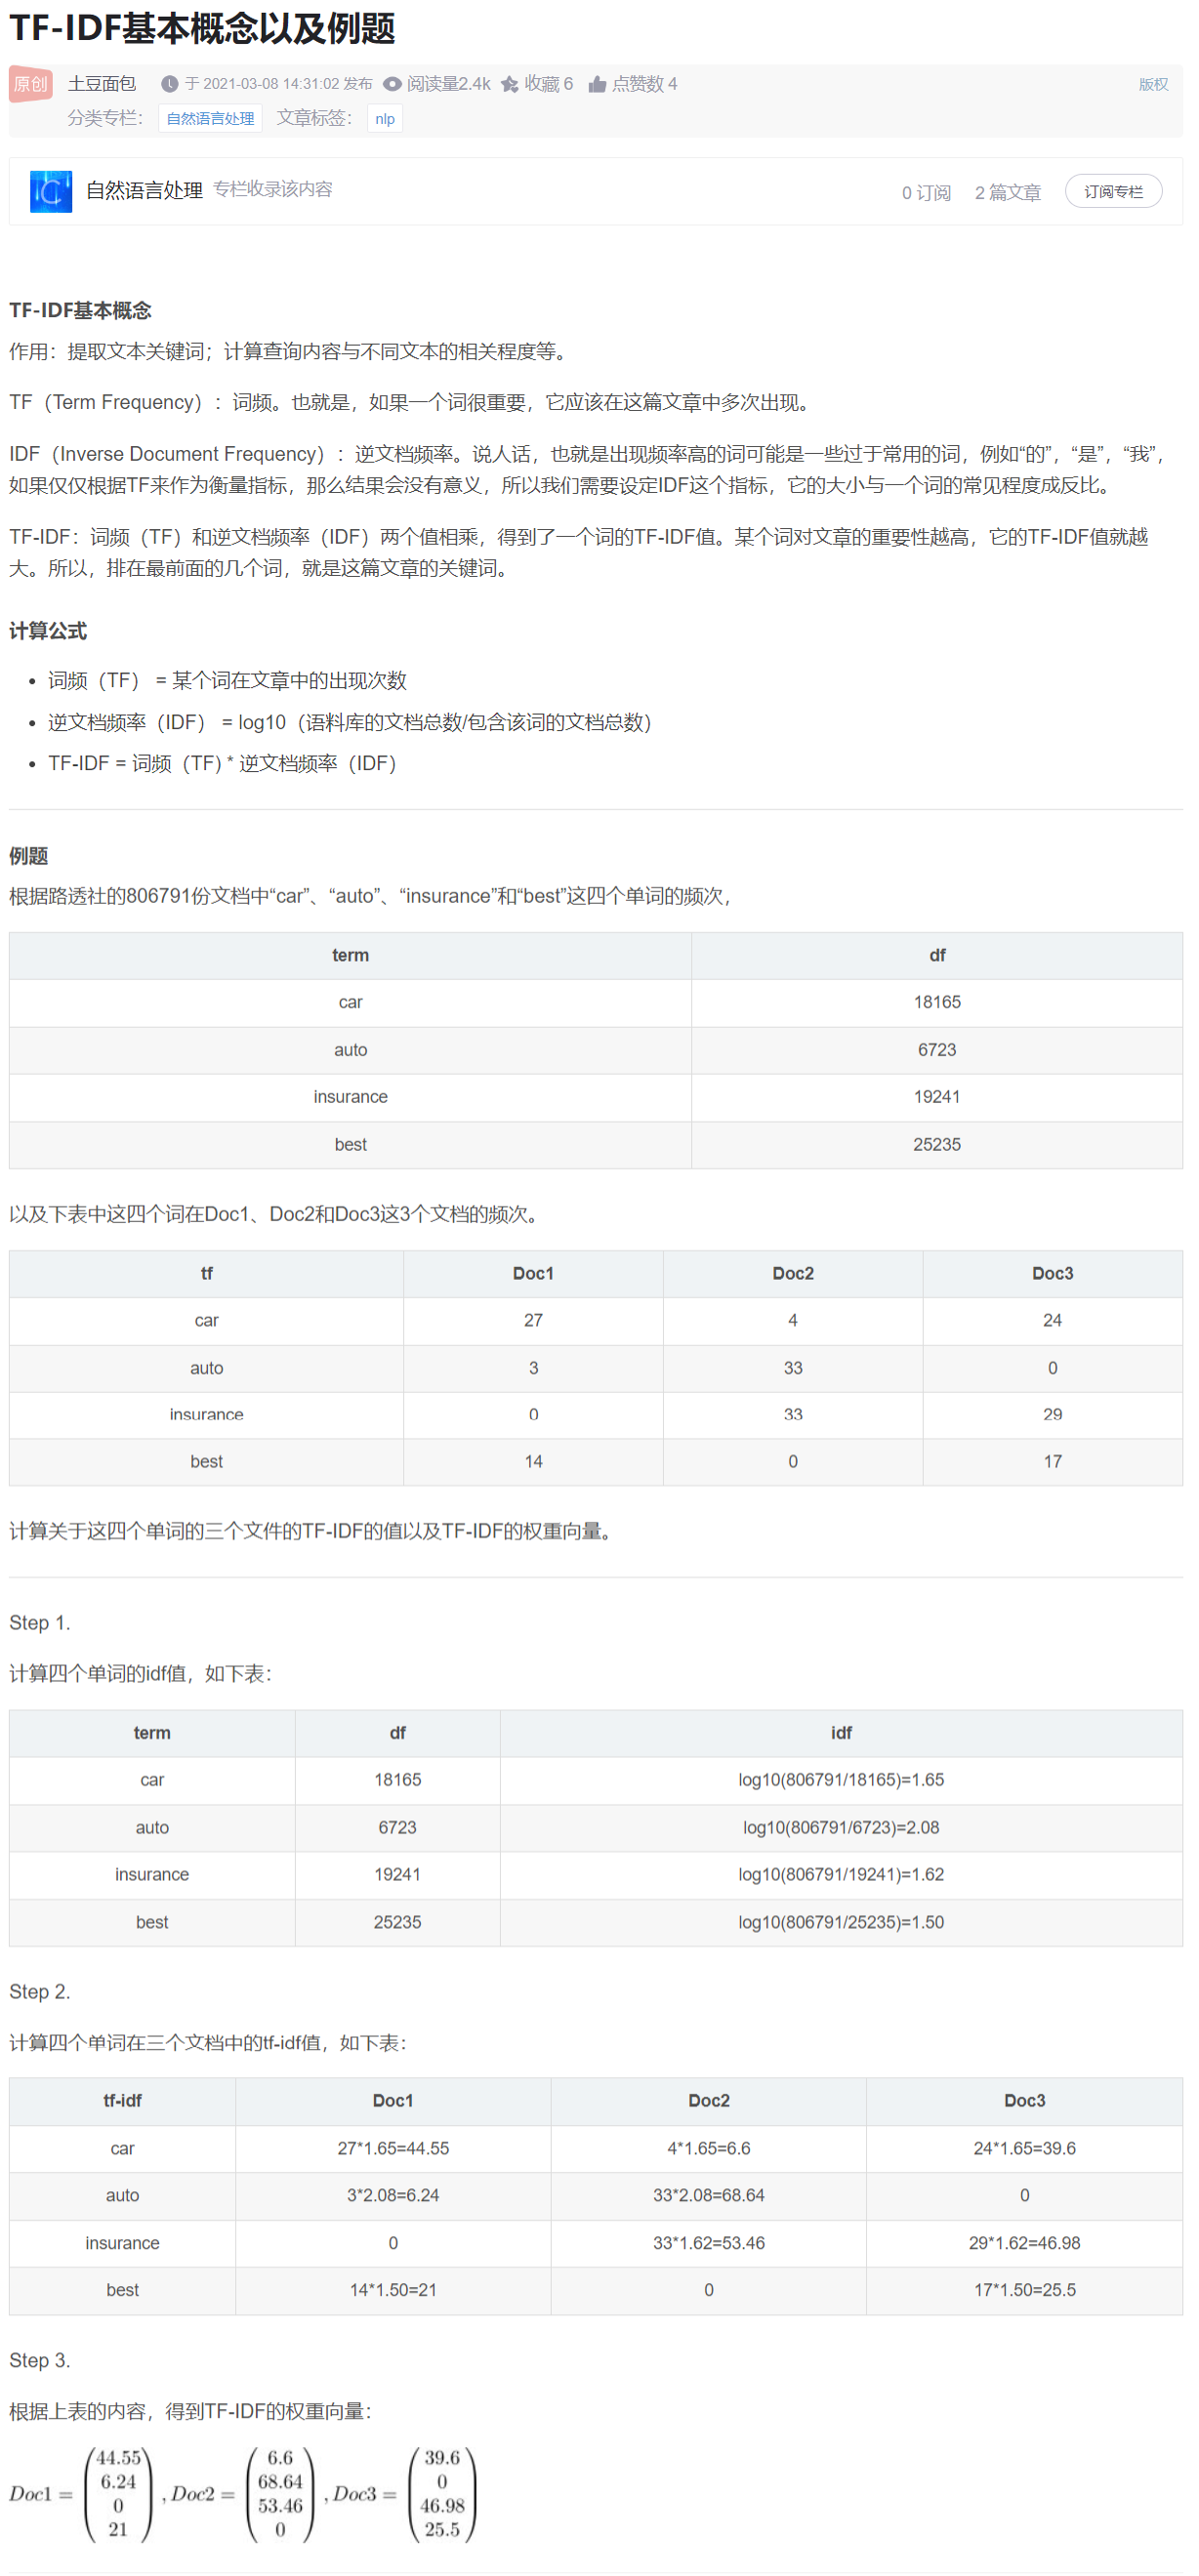 TF-IDF基本概念以及例题
原创 土豆面包 于 2021-03-08 14:31:02 发布 阅读量2.4k 收藏 6 点赞数 4 版权
分类专栏： 自然语言处理 文章标签： nlp
自然语言处理 专栏收录该内容 0 订阅 2 篇文章 订阅专栏
TF-IDF基本概念
作用：提取文本关键词；计算查询内容与不同文本的相关程度等。
TF（Term Frequency）：词频。也就是，如果一个词很重要，它应该在这篇文章中多次出现。
IDF（Inverse Document Frequency）：逆文档频率。说人话，也就是出现频率高的词可能是一些过于常用的词，例如“的”，“是”，“我”，
如果仅仅根据TF来作为衡量指标，那么结果会没有意义，所以我们需要设定IDF这个指标，它的大小与一个词的常见程度成反比。
TF-IDF：词频（TF）和逆文档频率（IDF）两个值相乘，得到了一个词的TF-IDF值。某个词对文章的重要性越高，它的TF-IDF值就越
大。所以，排在最前面的几个词，就是这篇文章的关键词。
计算公式
• 词频（TF） = 某个词在文章中的出现次数
• 逆文档频率（IDF） = log10（语料库的文档总数/包含该词的文档总数）
• TF-IDF = 词频（TF）* 逆文档频率（IDF）
例题
根据路透社的806791份文档中“car”、“auto”、“insurance”和“best”这四个单词的频次，
term df
car 18165
auto 6723
insurance 19241
best 25235
以及下表中这四个词在Doc1、Doc2和Doc3这3个文档的频次。
tf Doc1 Doc2 Doc3
car 27 4 24
auto 3 33 0
insurance 0 33 29
best 14 0 17
计算关于这四个单词的三个文件的TF-IDF的值以及TF-IDF的权重向量。
Step 1.
计算四个单词的idf值，如下表：
term df idf
car 18165 log10(806791/18165)=1.65
auto 6723 log10(806791/6723)=2.08
insurance 19241 log10(806791/19241)=1.62
best 25235 log10(806791/25235)=1.50
Step 2.
计算四个单词在三个文档中的tf-idf值，如下表：
tf-idf Doc1 Doc2 Doc3
car 27*1.65=44.55 4*1.65=6.6 24*1.65=39.6
auto 3*2.08=6.24 33*2.08=68.64 0
insurance 0 33*1.62=53.46 29*1.62=46.98
best 14*1.50=21 0 17*1.50=25.5
Step 3.
根据上表的内容，得到TF-IDF的权重向量：
44.55 6.6 39.6
6.24 68.64 0
Doc1 = , Doc2 = , Doc3 =
0 53.46 46.98
21 0 25.5